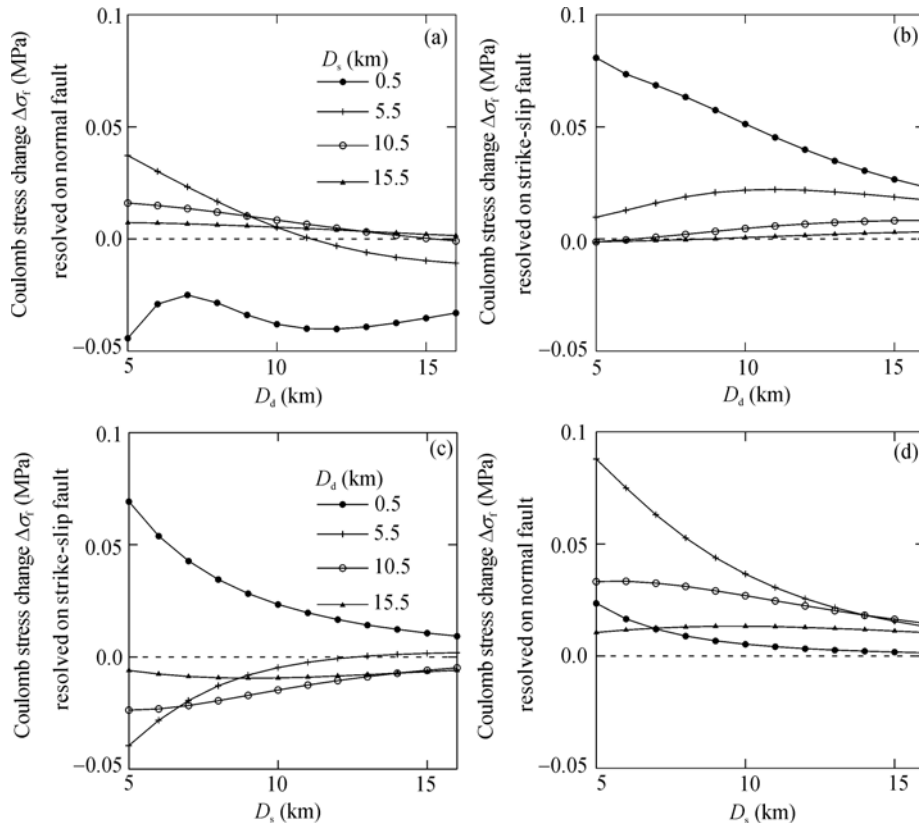 Coulomb stress change Δσf (MPa)
resolved on normal fault
0.1
0.05
0.0
−0.05
(a)
Ds (km)
0.5
5.5
10.5
15.5
5
10
15
Dd (km)
Coulomb stress change Δσf (MPa)
resolved on strike-slip fault
0.1
0.05
0.0
−0.05
(b)
5
10
15
Dd (km)
Coulomb stress change Δσf (MPa)
resolved on strike-slip fault
0.1
0.05
0.0
−0.05
(c)
Dd (km)
0.5
5.5
10.5
15.5
5
10
15
Ds (km)
Coulomb stress change Δσf (MPa)
resolved on normal fault
0.1
0.05
0.0
−0.05
(d)
5
10
15
Ds (km)